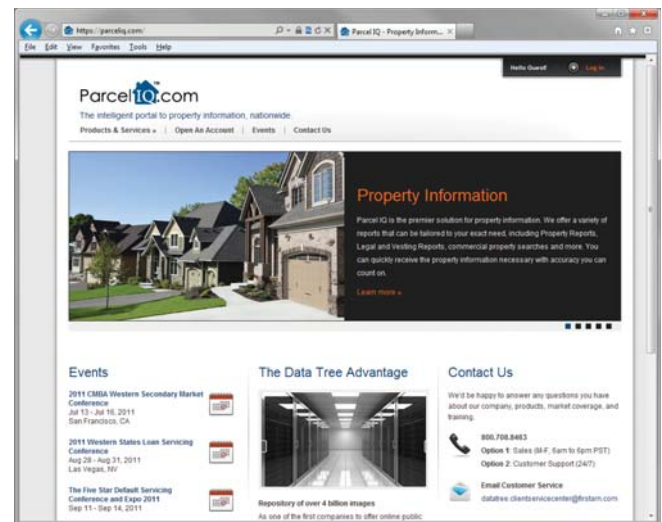 https://parceliq.com/
Parcel IQ - Property Inform...
File Edit View Favorites Tools Help
Hello Guest!
Log in
ParcelIQ.com
The intelligent portal to property information, nationwide
Products & Services » | Open An Account | Events | Contact Us
Property Information
Parcel IQ is the premier solution for property information. We offer a variety of
reports that can be tailored to your exact need, including Property Reports,
Legal and Vesting Reports, commercial property searches and more. You
can quickly receive the property information necessary with accuracy you can
count on.
Learn more »
Events
2011 CMBA Western Secondary Market
Conference
Jul 13 - Jul 16, 2011
San Francisco, CA
2011 Western States Loan Servicing
Conference
Aug 28 - Aug 31, 2011
Las Vegas, NV
The Five Star Default Servicing
Conference and Expo 2011
Sep 11 - Sep 14, 2011
The Data Tree Advantage
Repository of over 4 billion images
As one of the first companies to offer online public
Contact Us
We'd be happy to answer any questions you have
about our company, products, market coverage, and
training.
800.708.8463
Option 1: Sales (M-F, 6am to 6pm PST)
Option 2: Customer Support (24/7)
Email Customer Service
datatree.clientservicecenter@firstam.com